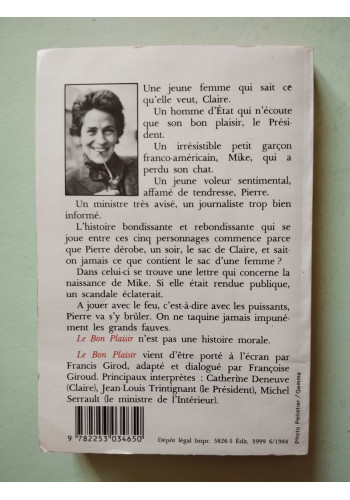 Une jeune femme qui sait ce
qu'elle veut, Claire.
Un homme d'État qui n'écoute
que son bon plaisir, le Prési-
dent.
Un irrésistible petit garçon
franco-américain, Mike, qui a
perdu son chat.
Un jeune voleur sentimental,
affamé de tendresse, Pierre.
Un ministre très avisé, un journaliste trop bien
informé.
L'histoire bondissante et rebondissante qui se
joue entre ces cinq personnages commence parce
que Pierre dérobe, un soir, le sac de Claire, et sait-
on jamais ce que contient le sac d'une femme ?
Dans celui-ci se trouve une lettre qui concerne la
naissance de Mike. Si elle était rendue publique,
un scandale éclaterait.
A jouer avec le feu, c'est-à-dire avec les puissants,
Pierre va s'y brûler. On ne taquine jamais impuné-
ment les grands fauves.
Le Bon Plaisir n'est pas une histoire morale.
Le Bon Plaisir vient d'être porté à l'écran par
Francis Girod, adapté et dialogué par Françoise
Giroud. Principaux interprètes : Catherine Deneuve
(Claire), Jean-Louis Trintignant (le Président), Michel
Serrault (le ministre de l'Intérieur).
9 782253 034650
Dépôt légal Impr. 5826-5 Édit. 5999 6/1984
Photo Pelletier / Gamma